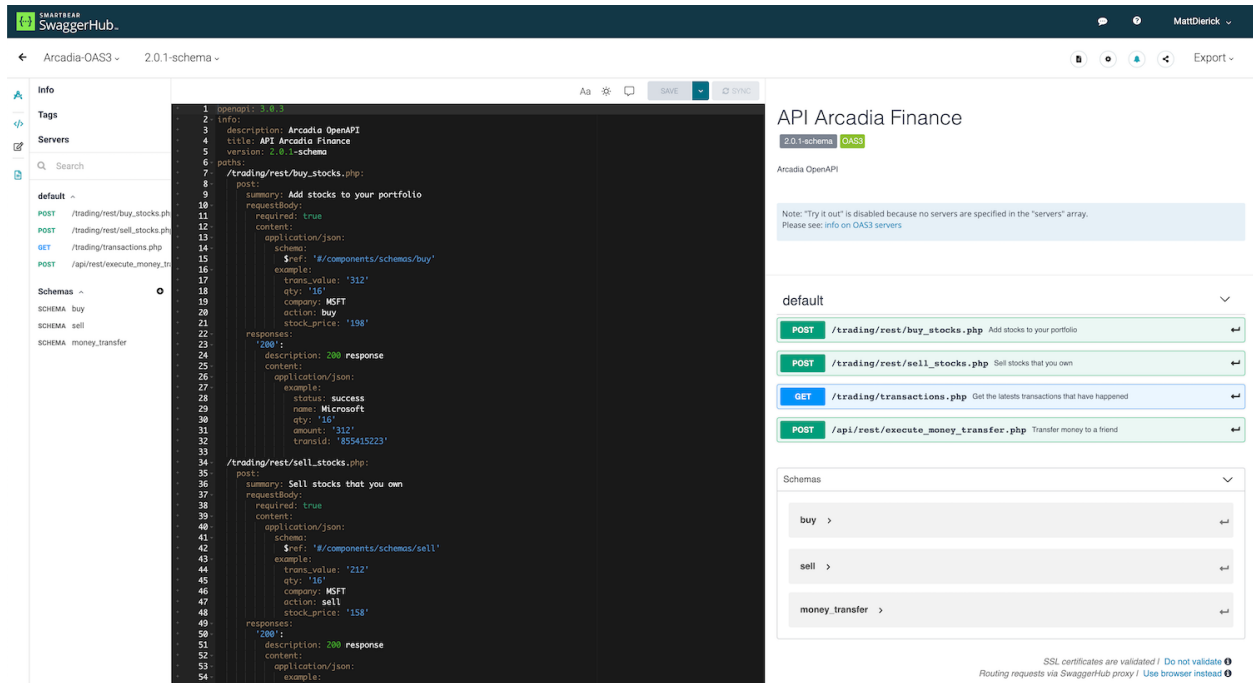 SMARTBEAR
SwaggerHub.
MattDierick
Arcadia-OAS3
2.0.1-schema
Export
Info
Tags
Servers
Search
default
POST /trading/rest/buy_stocks.ph
POST /trading/rest/sell_stocks.php
GET /trading/transactions.php
POST /api/rest/execute_money_tra
Schemas
SCHEMA buy
SCHEMA sell
SCHEMA money_transfer
Aa
SAVE
SYNC
1 openapi: 3.0.3
2 info:
3 description: Arcadia OpenAPI
4 title: API Arcadia Finance
5 version: 2.0.1-schema
6 paths:
7 /trading/rest/buy_stocks.php:
8 post:
9 summary: Add stocks to your portfolio
10 requestBody:
11 required: true
12 content:
13 application/json:
14 schema:
15 $ref: '#/components/schemas/buy'
16 example:
17 trans_value: '312'
18 qty: '16'
19 company: MSFT
20 action: buy
21 stock_price: '198'
22 responses:
23 '200':
24 description: 200 response
25 content:
26 application/json:
27 example:
28 status: success
29 name: Microsoft
30 qty: '16'
31 amount: '312'
32 transid: '855415223'
33
34 /trading/rest/sell_stocks.php:
35 post:
36 summary: Sell stocks that you own
37 requestBody:
38 required: true
39 content:
40 application/json:
41 schema:
42 $ref: '#/components/schemas/sell'
43 example:
44 trans_value: '212'
45 qty: '16'
46 company: MSFT
47 action: sell
48 stock_price: '158'
49 responses:
50 '200':
51 description: 200 response
52 content:
53 application/json:
54 example:
API Arcadia Finance
2.0.1-schema OAS3
Arcadia OpenAPI
Note: "Try it out" is disabled because no servers are specified in the "servers" array.
Please see: info on OAS3 servers
default
POST /trading/rest/buy_stocks.php Add stocks to your portfolio
POST /trading/rest/sell_stocks.php Sell stocks that you own
GET /trading/transactions.php Get the latests transactions that have happened
POST /api/rest/execute_money_transfer.php Transfer money to a friend
Schemas
buy
sell
money_transfer
SSL certificates are validated | Do not validate
Routing requests via SwaggerHub proxy | Use browser instead